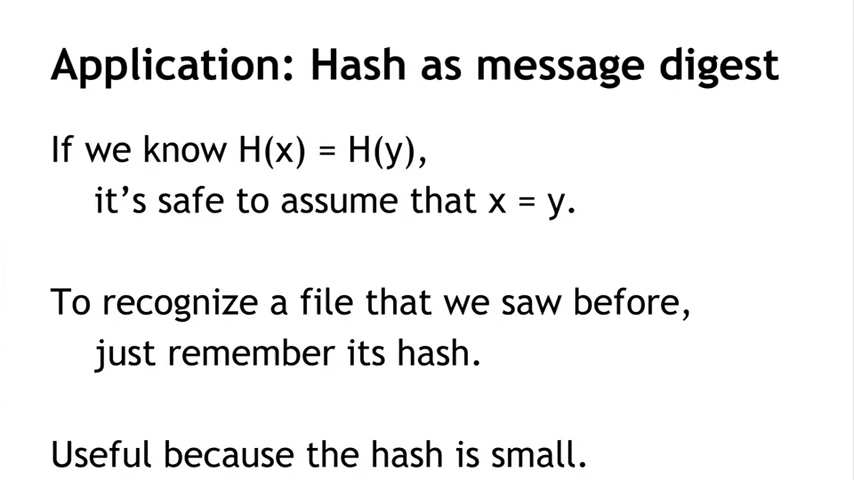 Application: Hash as message digest
If we know H(x) = H(y),
it’s safe to assume that x = y.
To recognize a file that we saw before,
just remember its hash.
Useful because the hash is small.